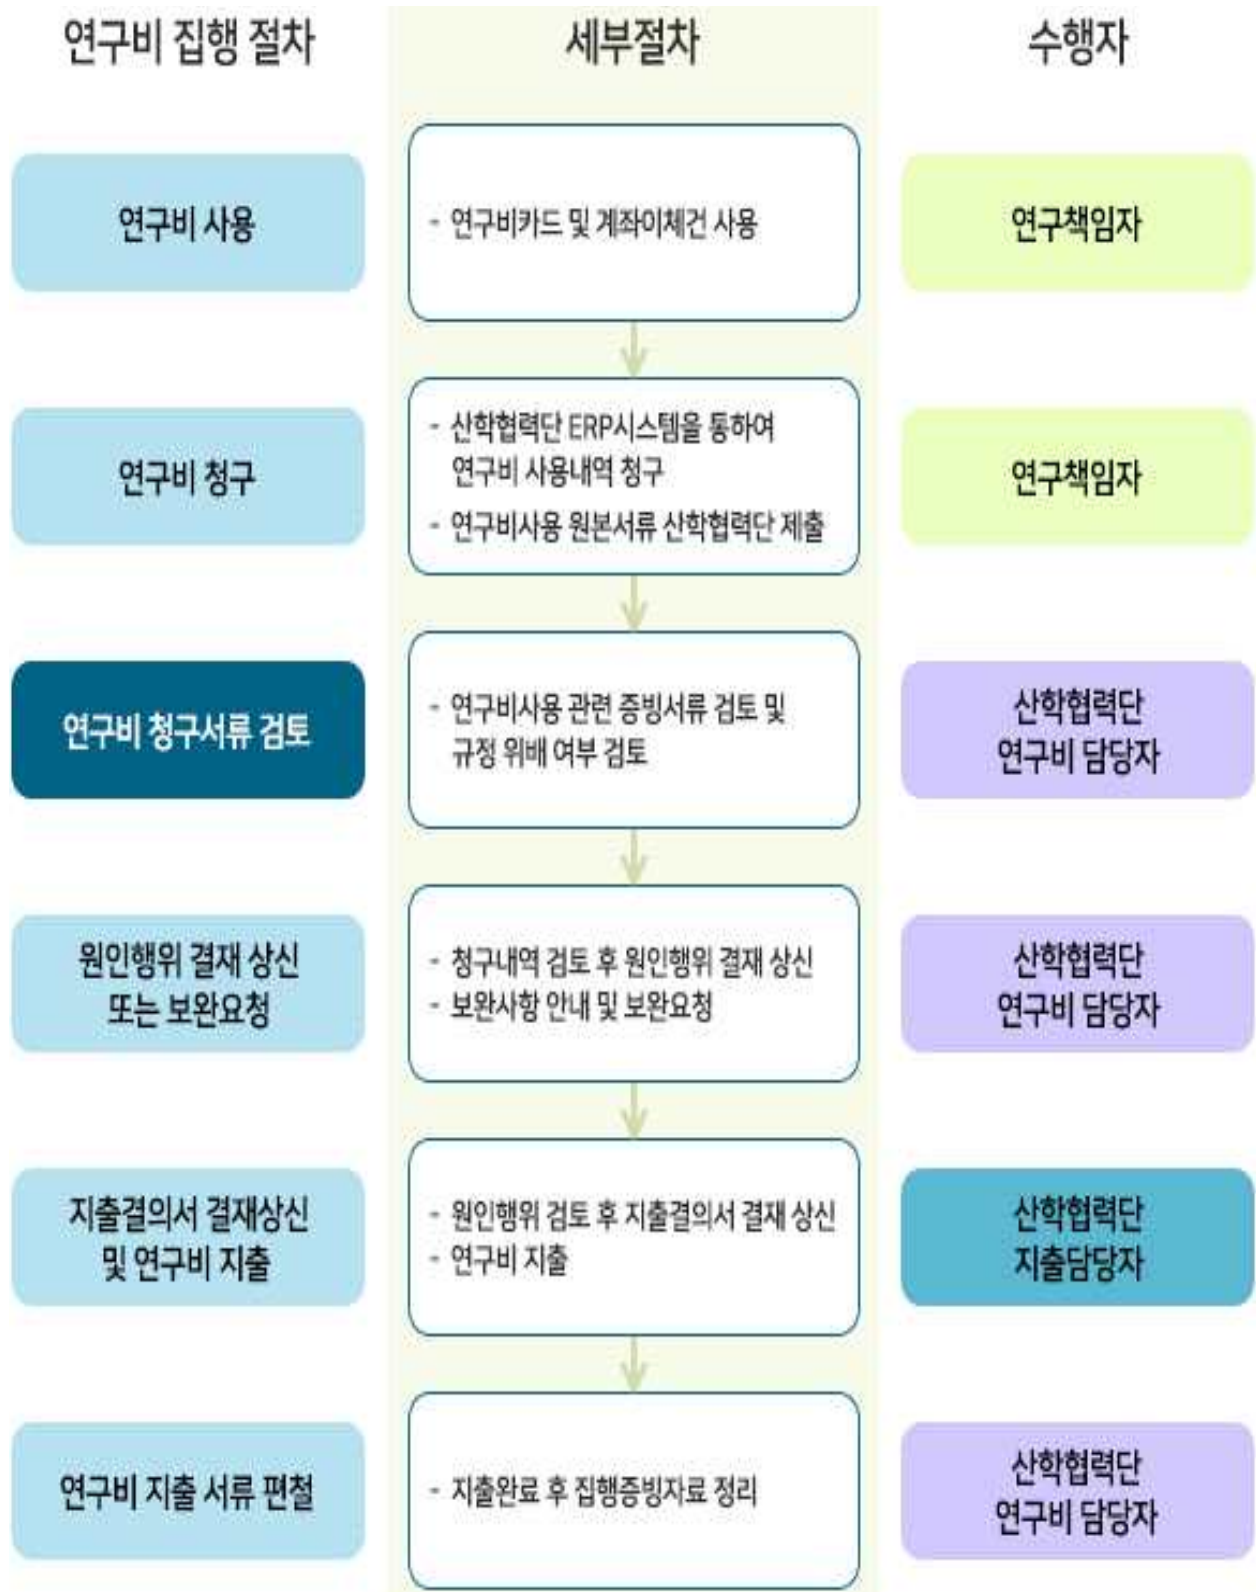 연구비 집행 절차
세부절차
수행자
연구비 사용
- 연구비카드 및 계좌이체건 사용
연구책임자
연구비 청구
- 산학협력단 ERP시스템을 통하여
연구비 사용내역 청구
- 연구비사용 원본서류 산학협력단 제출
연구책임자
연구비 청구서류 검토
- 연구비사용 관련 증빙서류 검토 및
규정 위배 여부 검토
산학협력단
연구비 담당자
원인행위 결재 상신
또는 보완요청
- 청구내역 검토 후 원인행위 결재 상신
- 보완사항 안내 및 보완요청
산학협력단
연구비 담당자
지출결의서 결재상신
및 연구비 지출
- 원인행위 검토 후 지출결의서 결재 상신
- 연구비 지출
산학협력단
지출담당자
연구비 지출 서류 편철
- 지출완료 후 집행증빙자료 정리
산학협력단
연구비 담당자